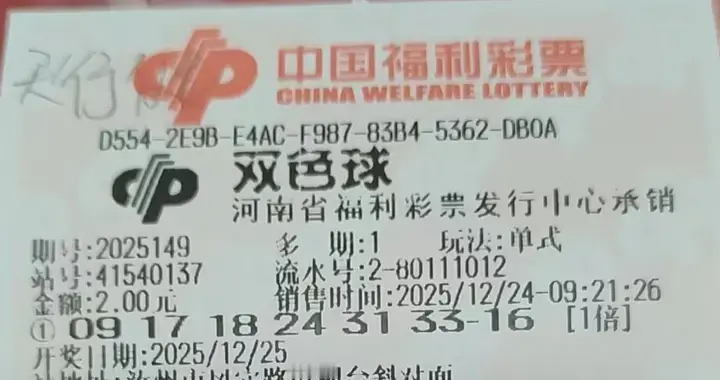 中国福利彩票
CHINA WELFARE LOTTERY
D554-2E9B-E4AC-F987-83B4-5362-DB0A
双色球
河南省福利彩票发行中心承销
期号:2025149 多 期:1 玩法:单式
站号:41540137 流水号:2-80111012
金额:2.00元 销售时间:2025/12/24-09:21:26
① 09 17 18 24 31 33-16 [1倍]
开奖日期:2025/12/25